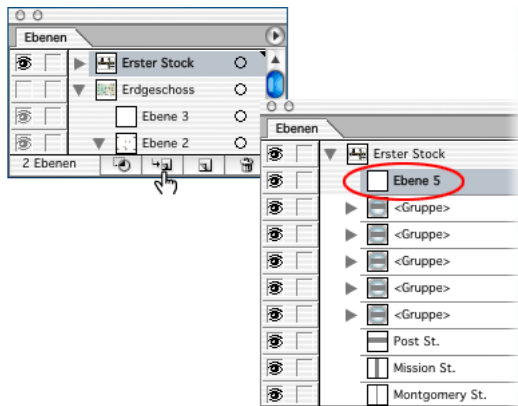 Ebenen
Erster Stock
Erdgeschoss
Ebene 3
Ebene 2
2 Ebenen
Ebenen
Erster Stock
Ebene 5
<Gruppe>
<Gruppe>
<Gruppe>
<Gruppe>
<Gruppe>
Post St.
Mission St.
Montgomery St.